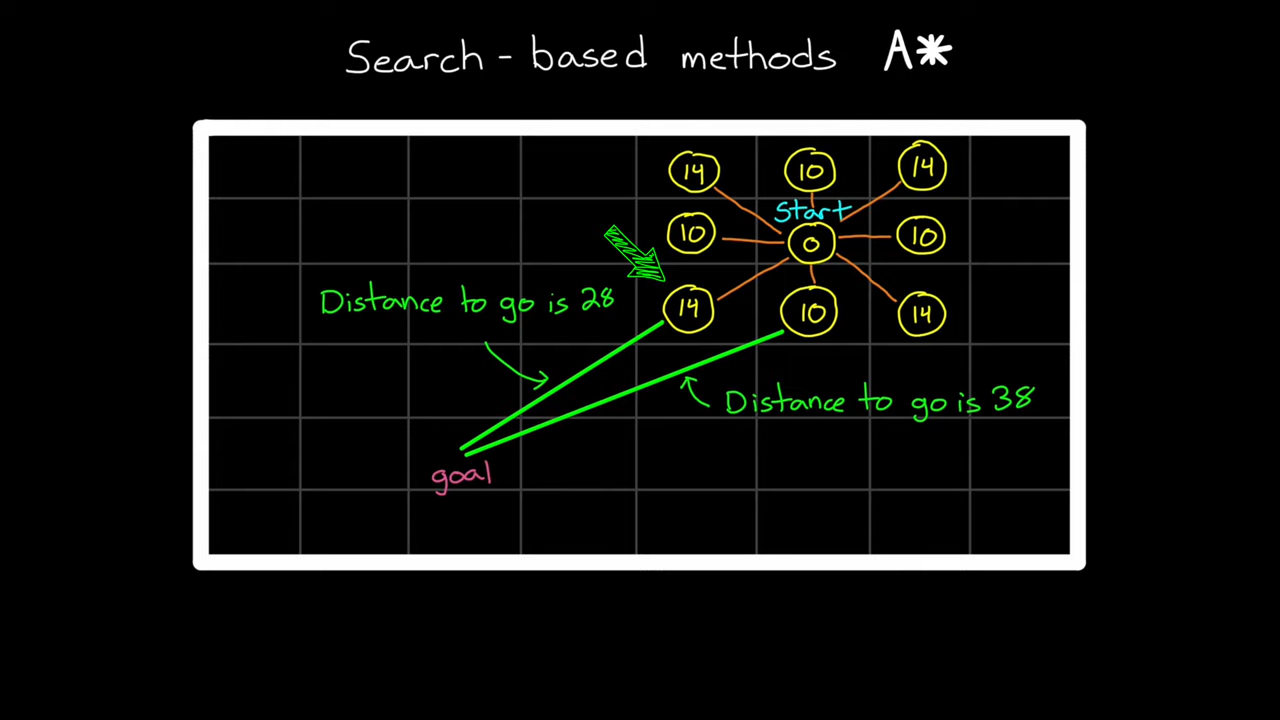 Search-based methods A*
14 10 14
Start
10 0 10
Distance to go is 28
14 10 14
Distance to go is 38
goal